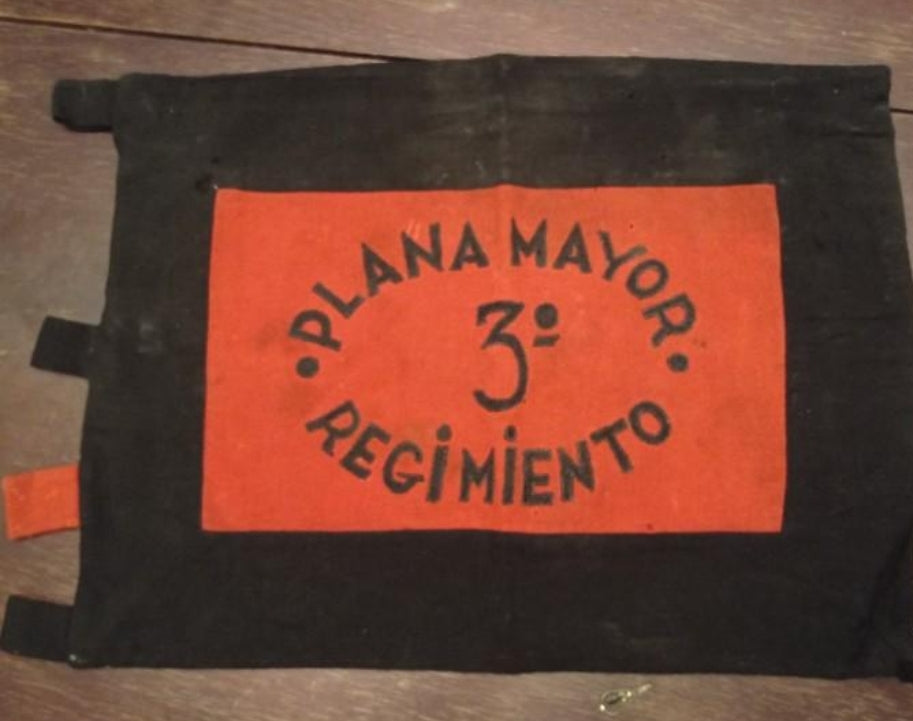 • PLANA MAYOR •
3º
REGIMIENTO